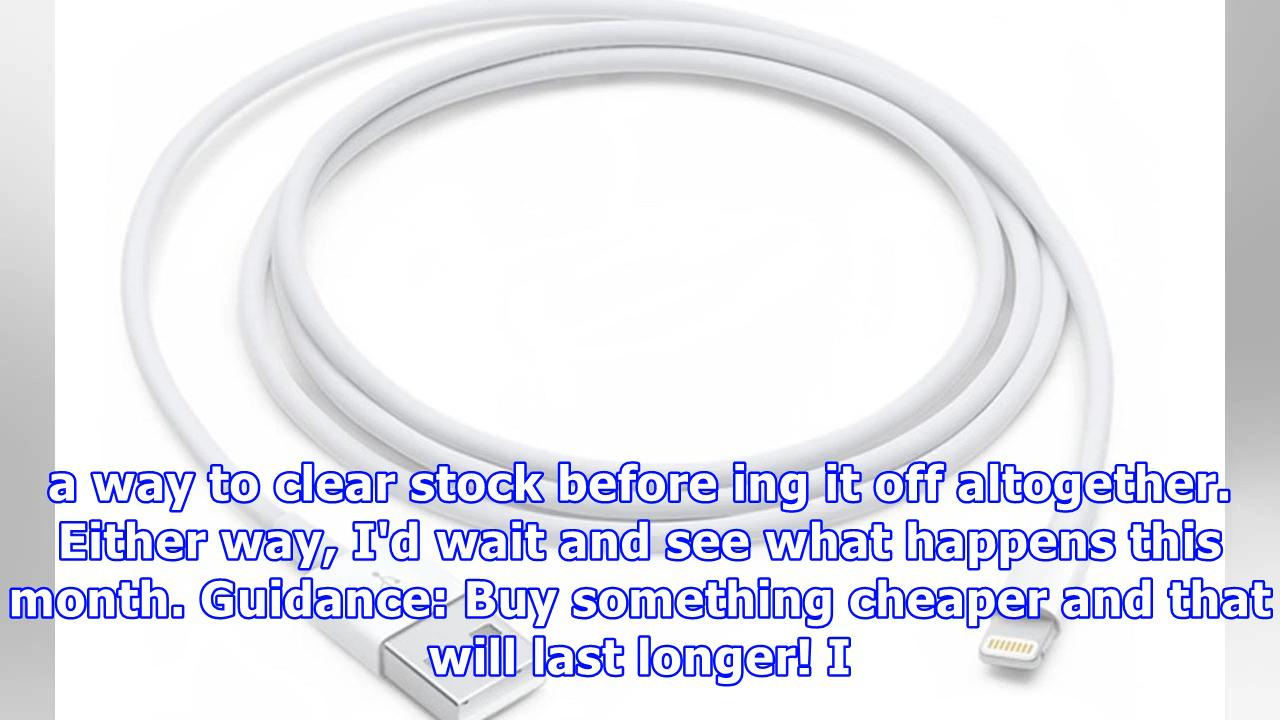 a way to clear stock before ing it off altogether.
Either way, I'd wait and see what happens this
month. Guidance: Buy something cheaper and that
will last longer! I